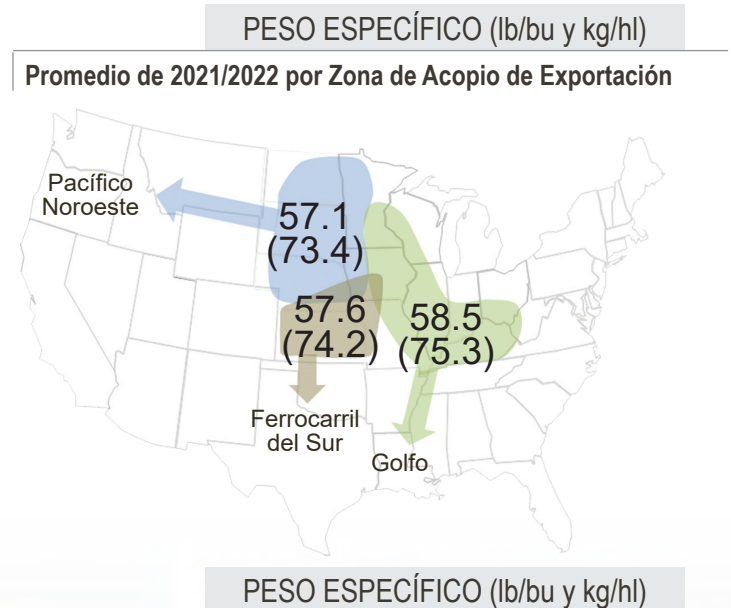 PESO ESPECÍFICO (lb/bu y kg/hl)
Promedio de 2021/2022 por Zona de Acopio de Exportación
Pacífico
Noroeste
57.1
(73.4)
57.6
(74.2)
58.5
(75.3)
Ferrocarril
del Sur
Golfo
PESO ESPECÍFICO (lb/bu y kg/hl)